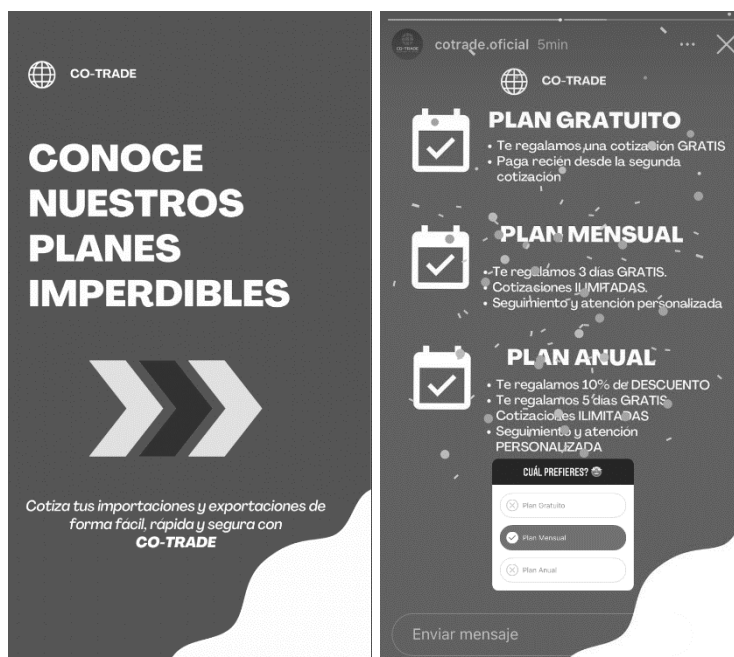 CO-TRADE
CONOCE
NUESTROS
PLANES
IMPERDIBLES
Cotiza tus importaciones y exportaciones de
forma fácil, rápida y segura con
CO-TRADE
CO-TRADE
cotrade.oficial 5min
CO-TRADE
PLAN GRATUITO
• Te regalamos una cotización GRATIS
• Paga recién desde la segunda
cotización
PLAN MENSUAL
• Te regalamos 3 días GRATIS.
• Cotizaciones ILIMITADAS.
• Seguimiento y atención personalizada
PLAN ANUAL
• Te regalamos 10% de DESCUENTO
• Te regalamos 5 días GRATIS
• Cotizaciones ILIMITADAS
• Seguimiento y atención
PERSONALIZADA
CUÁL PREFIERES?
Plan Gratuito
Plan Mensual
Plan Anual
Enviar mensaje